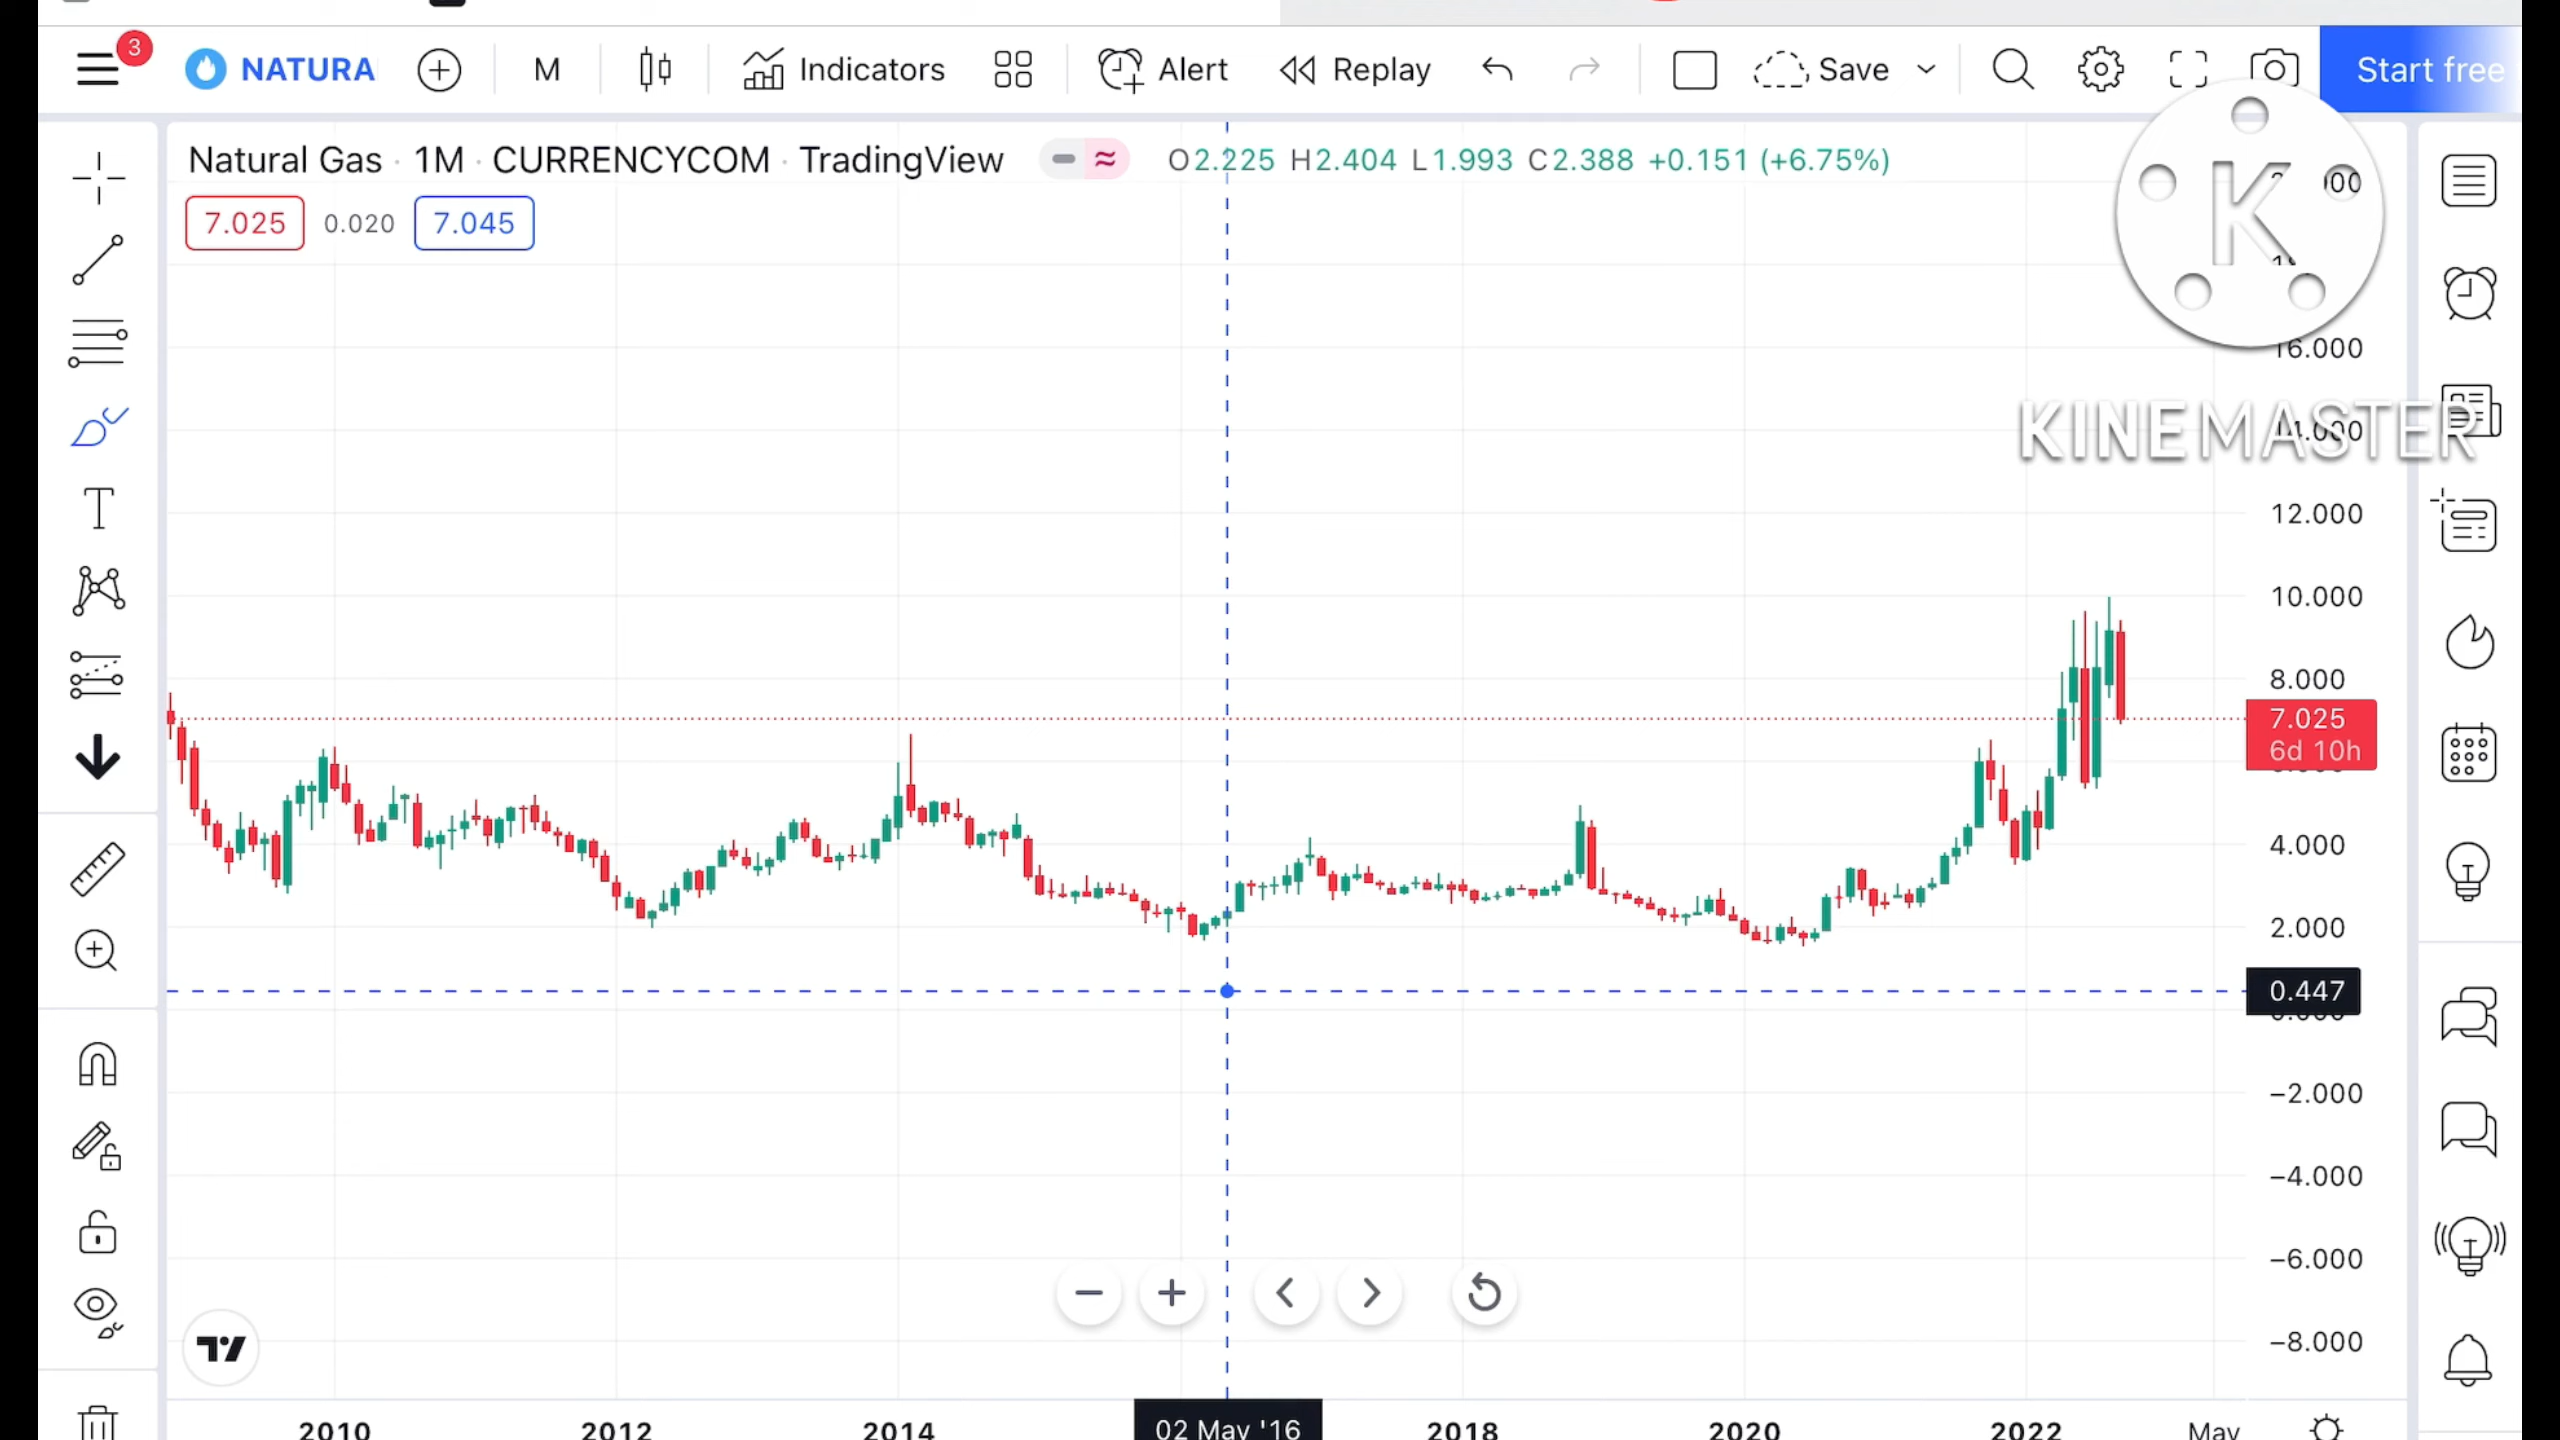 3
NATURA
M
Indicators
Alert
Replay
Save
Start free
Natural Gas · 1M · CURRENCYCOM · TradingView
O2.225 H2.404 L1.993 C2.388 +0.151 (+6.75%)
7.025 0.020 7.045
K
KINEMASTER
16.000
14.000
12.000
10.000
8.000
7.025
6d 10h
4.000
2.000
0.447
−2.000
−4.000
−6.000
−8.000
2010 2012 2014 02 May '16 2018 2020 2022 May